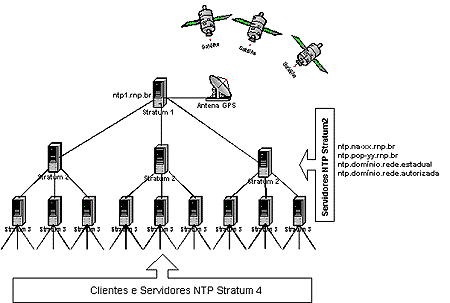 Satélite
Satélite
Satélite
ntp1.rnp.br
Antena GPS
Stratum 1
Stratum 2
Stratum 2
Stratum 2
Servidores NTP Stratum2
ntp.na-xx.rnp.br
ntp.pop-yy.rnp.br
ntp.domínio.rede.estadual
ntp.domínio.rede.autorizada
Stratum 3
Stratum 3
Stratum 3
Stratum 3
Stratum 3
Stratum 3
Stratum 3
Stratum 3
Stratum 3
Clientes e Servidores NTP Stratum 4